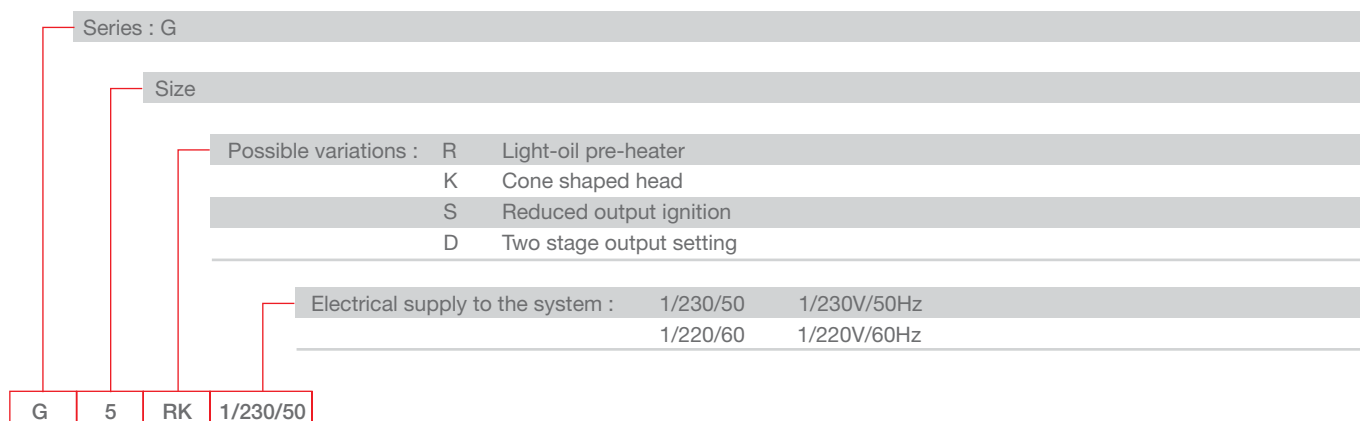 Series : G
Size
Possible variations : R Light-oil pre-heater
K Cone shaped head
S Reduced output ignition
D Two stage output setting
Electrical supply to the system : 1/230/50 1/230V/50Hz
1/220/60 1/220V/60Hz
G 5 RK 1/230/50